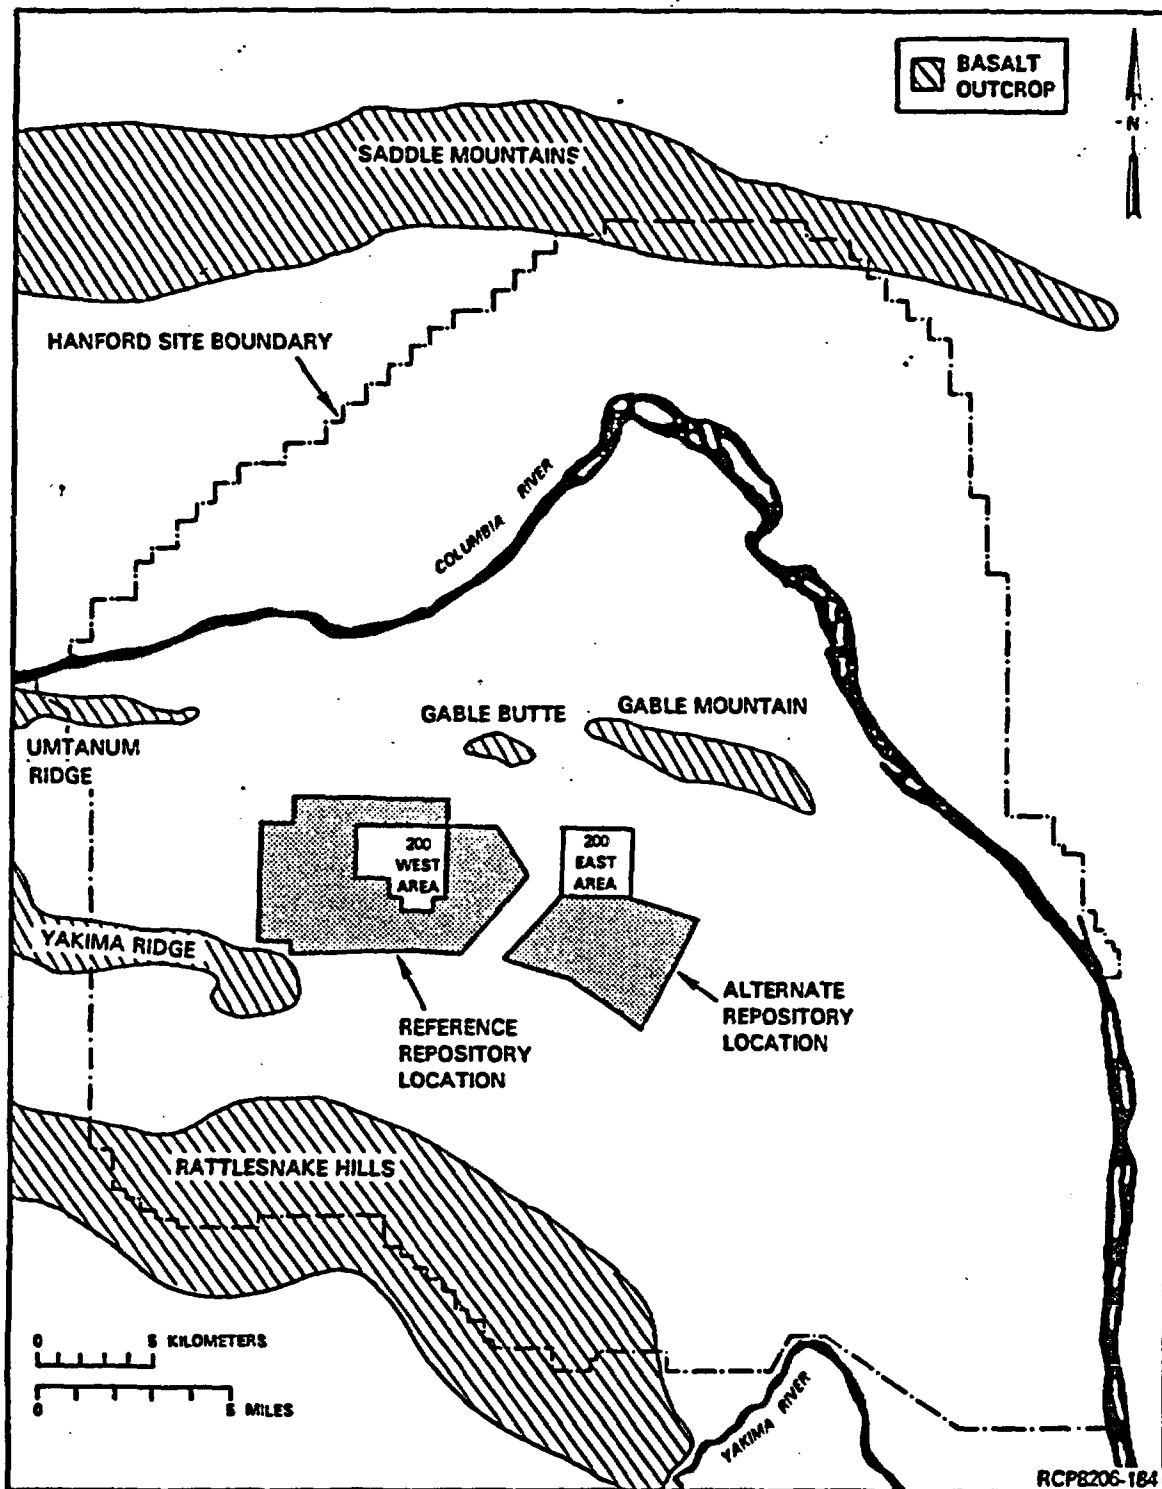 BASALT
OUTCROP
N
SADDLE MOUNTAINS
HANFORD SITE BOUNDARY
COLUMBIA RIVER
GABLE BUTTE
GABLE MOUNTAIN
UMTANUM
RIDGE
200
WEST
AREA
200
EAST
AREA
YAKIMA RIDGE
REFERENCE
REPOSITORY
LOCATION
ALTERNATE
REPOSITORY
LOCATION
RATTLESNAKE HILLS
0 5 KILOMETERS
0 5 MILES
YAKIMA RIVER
RCP8206-184